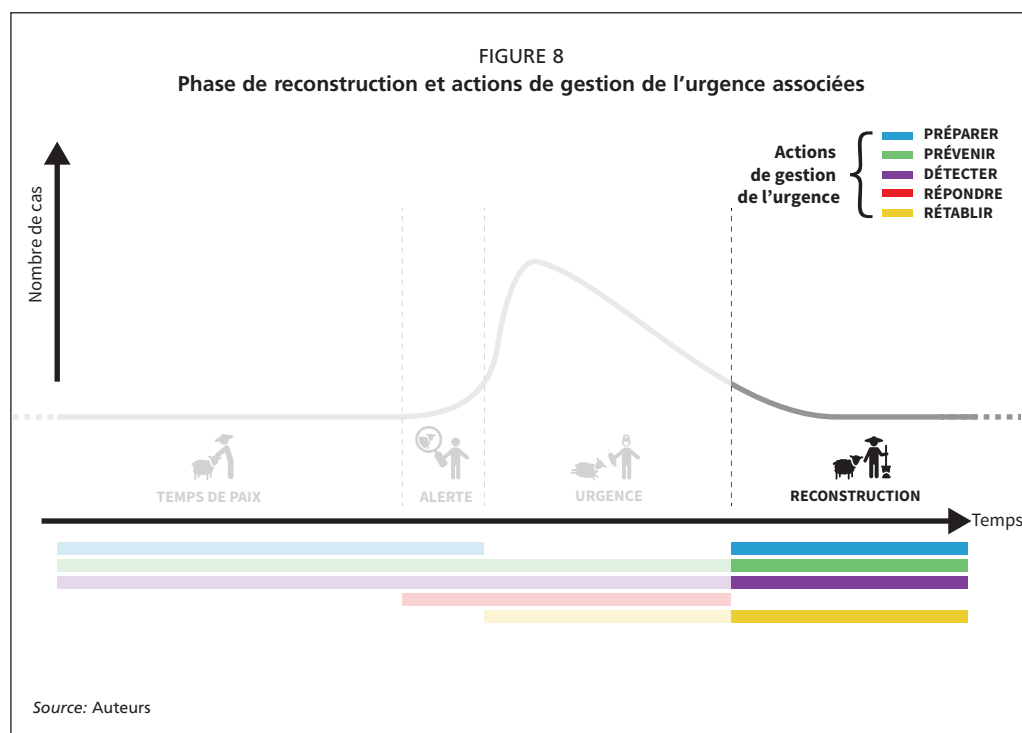 FIGURE 8
Phase de reconstruction et actions de gestion de l’urgence associées
Nombre de cas
Actions
de gestion
de l’urgence
PRÉPARER
PRÉVENIR
DÉTECTER
RÉPONDRE
RÉTABLIR
TEMPS DE PAIX
ALERTE
URGENCE
RECONSTRUCTION
Temps
Source: Auteurs